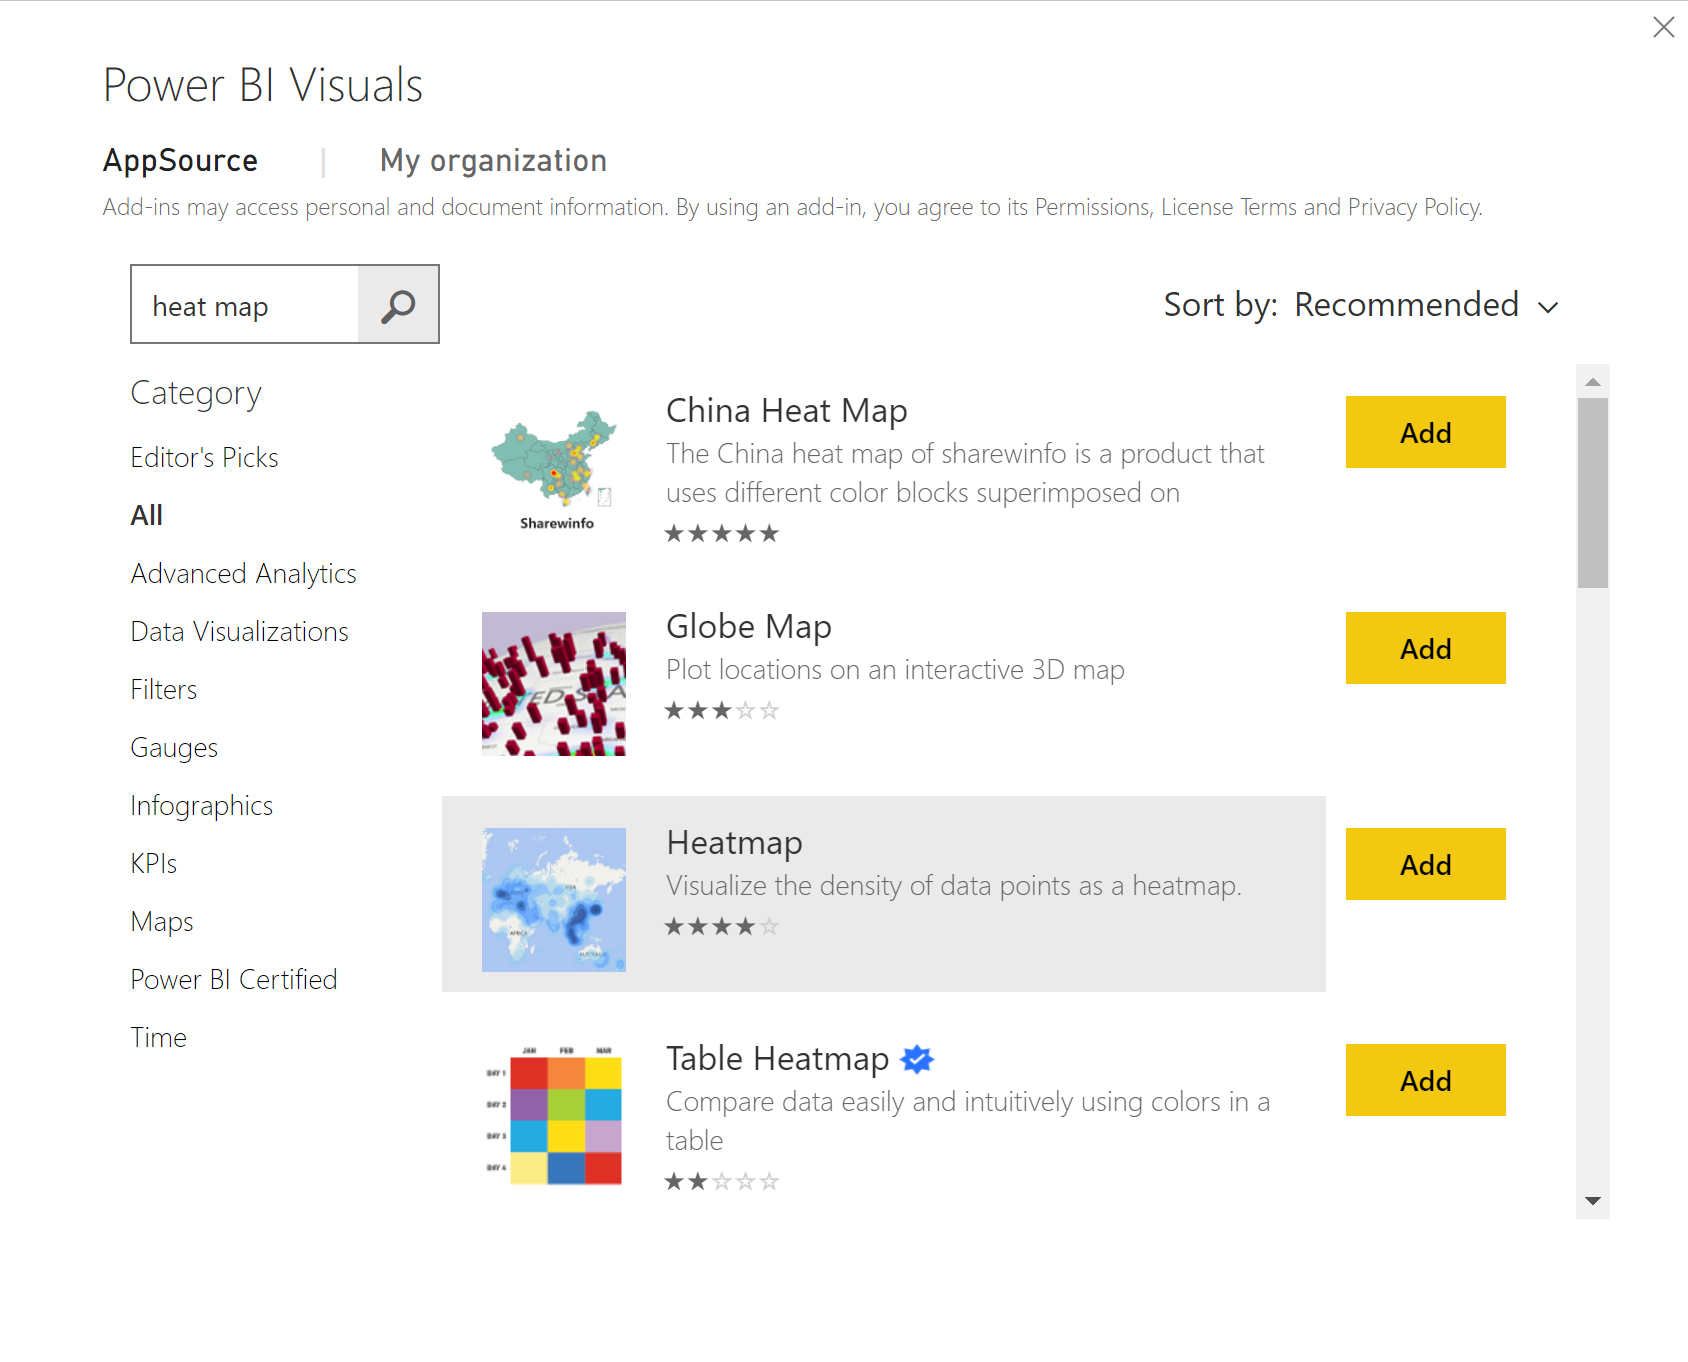 Power BI Visuals
AppSource | My organization
Add-ins may access personal and document information. By using an add-in, you agree to its Permissions, License Terms and Privacy Policy.
heat map
Sort by: Recommended
Category
Editor's Picks
All
Advanced Analytics
Data Visualizations
Filters
Gauges
Infographics
KPIs
Maps
Power BI Certified
Time
Sharewinfo
China Heat Map
The China heat map of sharewinfo is a product that
uses different color blocks superimposed on
Add
Globe Map
Plot locations on an interactive 3D map
Add
AFRICA
AUSTRALIA
Heatmap
Visualize the density of data points as a heatmap.
Add
JAN FEB MAR
DAY 1
DAY 2
DAY 3
DAY 4
Table Heatmap
Compare data easily and intuitively using colors in a
table
Add